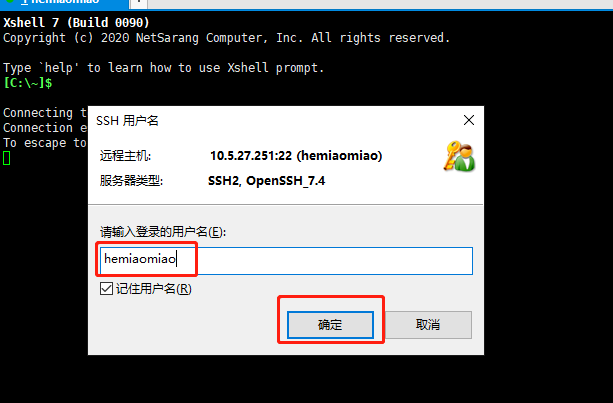 hemiaomiao
Xshell 7 (Build 0090)
Copyright (c) 2020 NetSarang Computer, Inc. All rights reserved.
Type `help' to learn how to use Xshell prompt.
[C:\~]$
Connecting t
Connection e
To escape to
SSH 用户名
远程主机: 10.5.27.251:22 (hemiaomiao)
服务器类型: SSH2, OpenSSH_7.4
请输入登录的用户名(E):
hemiaomiao
记住用户名(R)
确定 取消